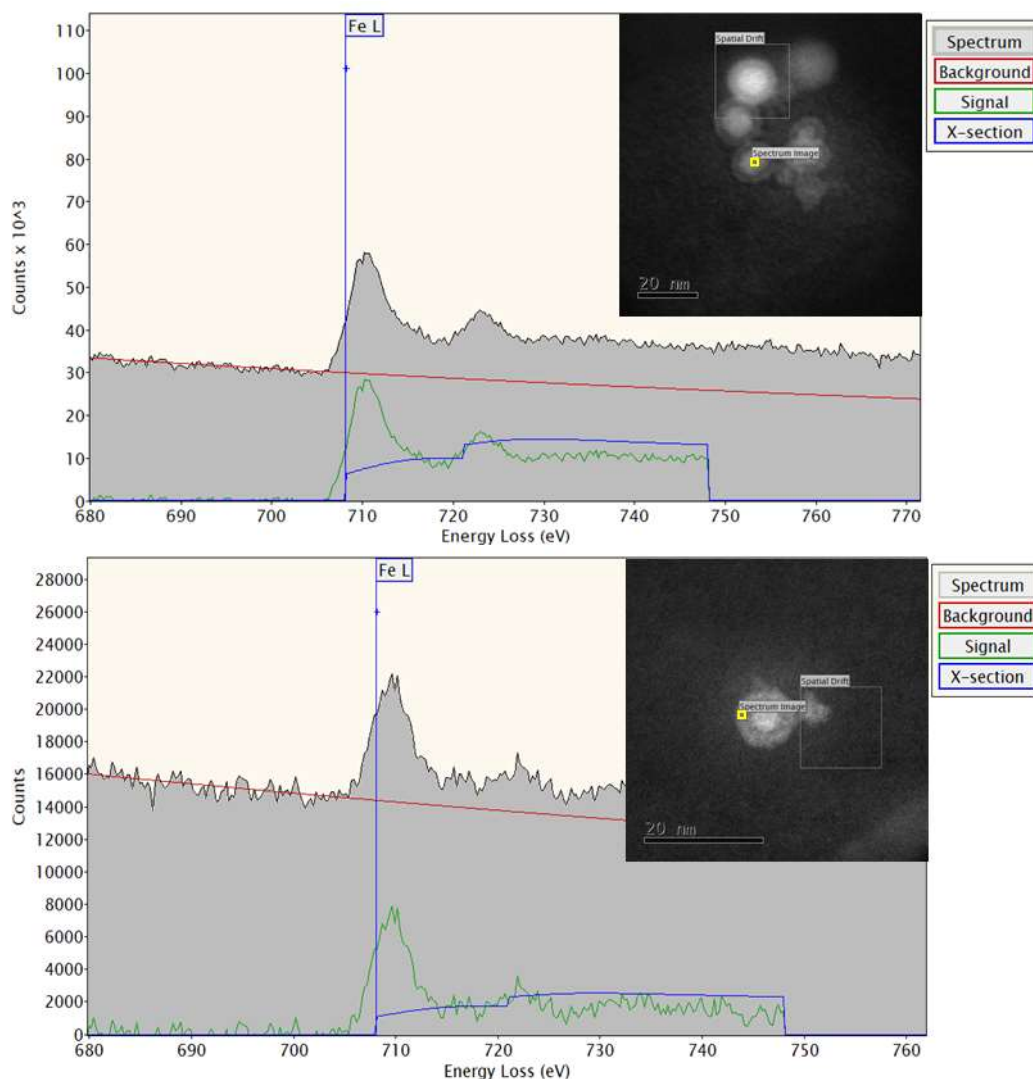 110
100
90
80
70
60
50
40
30
20
10
0
Counts x 10^3
Fe L
Spatial Drift
Spectrum Image
20 nm
Spectrum
Background
Signal
X-section
680 690 700 710 720 730 740 750 760 770
Energy Loss (eV)
28000
26000
24000
22000
20000
18000
16000
14000
12000
10000
8000
6000
4000
2000
0
Counts
Fe L
Spatial Drift
Spectrum Image
20 nm
Spectrum
Background
Signal
X-section
680 690 700 710 720 730 740 750 760
Energy Loss (eV)